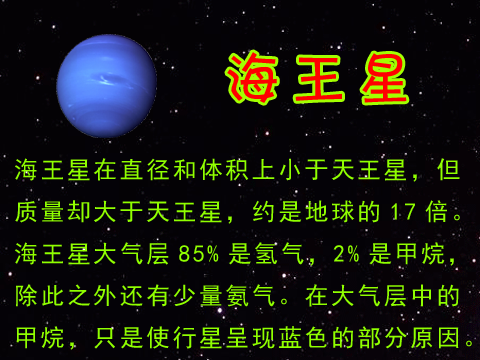 海王星
海王星在直径和体积上小于天王星，但
质量却大于天王星，约是地球的17倍。
海王星大气层85%是氢气，2%是甲烷，
除此之外还有少量氨气。在大气层中的
甲烷，只是使行星呈现蓝色的部分原因。